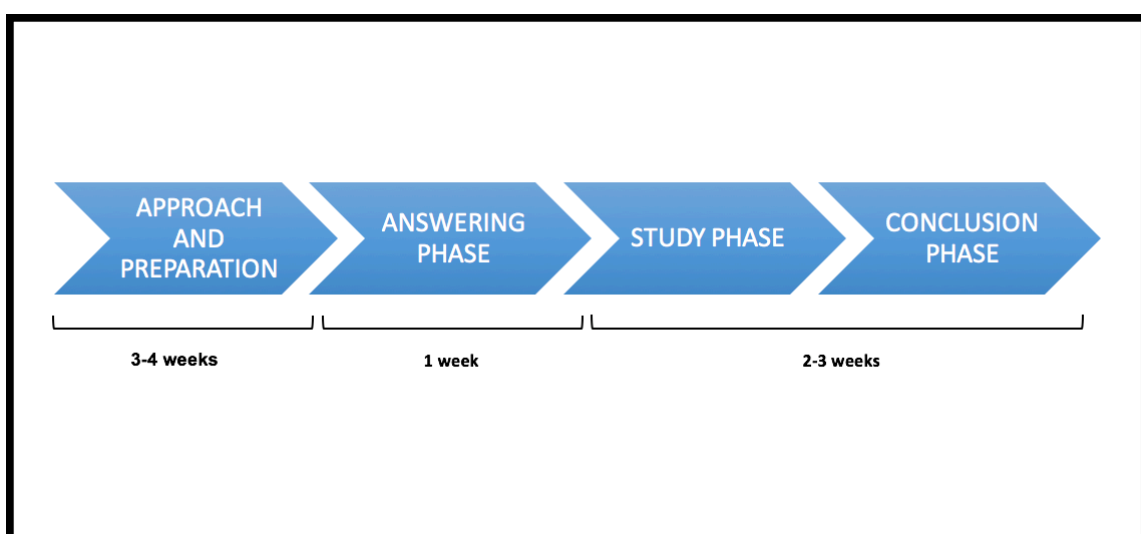 APPROACH
AND
PREPARATION
ANSWERING
PHASE
STUDY PHASE
CONCLUSION
PHASE
3-4 weeks
1 week
2-3 weeks